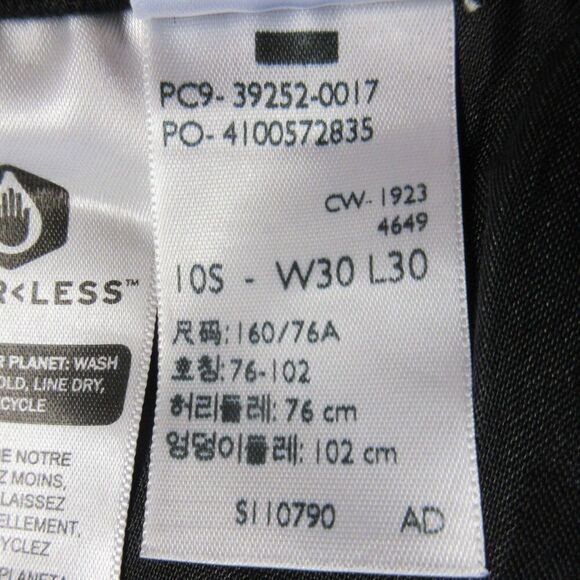 PC9- 39252-0017
PO- 4100572835
CW- 1923
4649
10S - W30 L30
尺码:160/76A
호칭:76-102
허리둘레: 76 cm
엉덩이둘레: 102 cm
S110790 AD
R<LESS™
R PLANET: WASH
OLD, LINE DRY,
CYCLE
E NOTRE
Z MOINS,
LAISSEZ
ELLEMENT,
YCLEZ
PLANETA